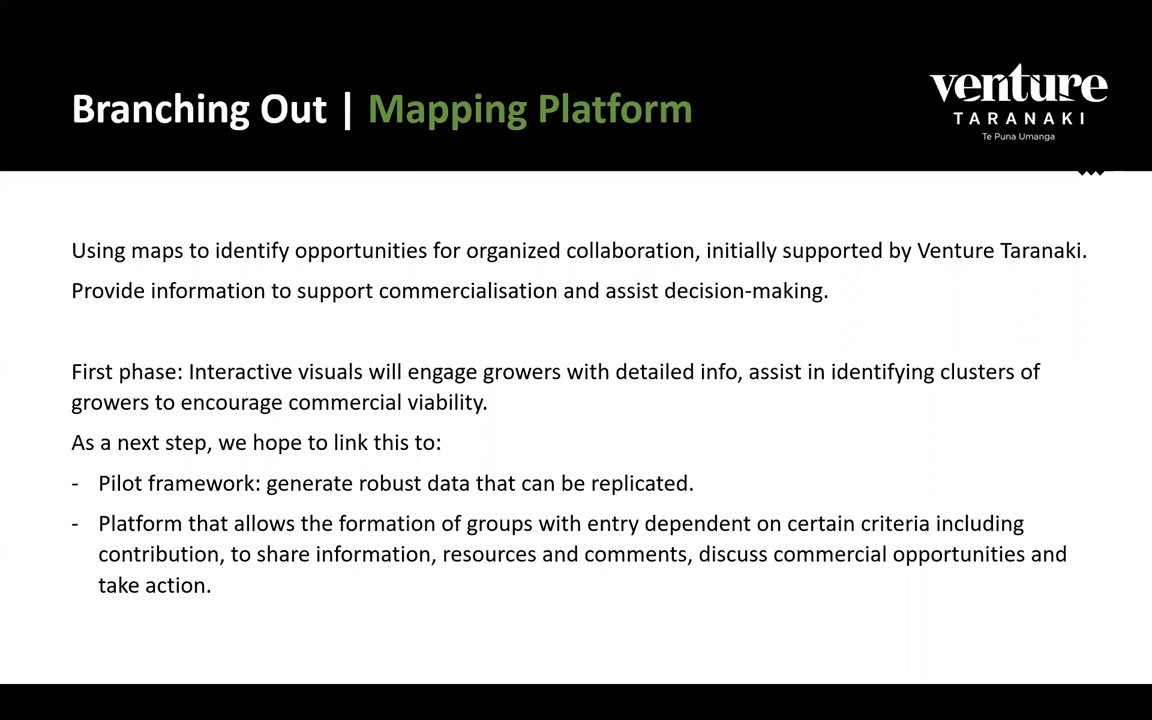 Branching Out | Mapping Platform
venture
TARANAKI
Te Puna Umanga
Using maps to identify opportunities for organized collaboration, initially supported by Venture Taranaki.
Provide information to support commercialisation and assist decision-making.
First phase: Interactive visuals will engage growers with detailed info, assist in identifying clusters of
growers to encourage commercial viability.
As a next step, we hope to link this to:
- Pilot framework: generate robust data that can be replicated.
- Platform that allows the formation of groups with entry dependent on certain criteria including
contribution, to share information, resources and comments, discuss commercial opportunities and
take action.